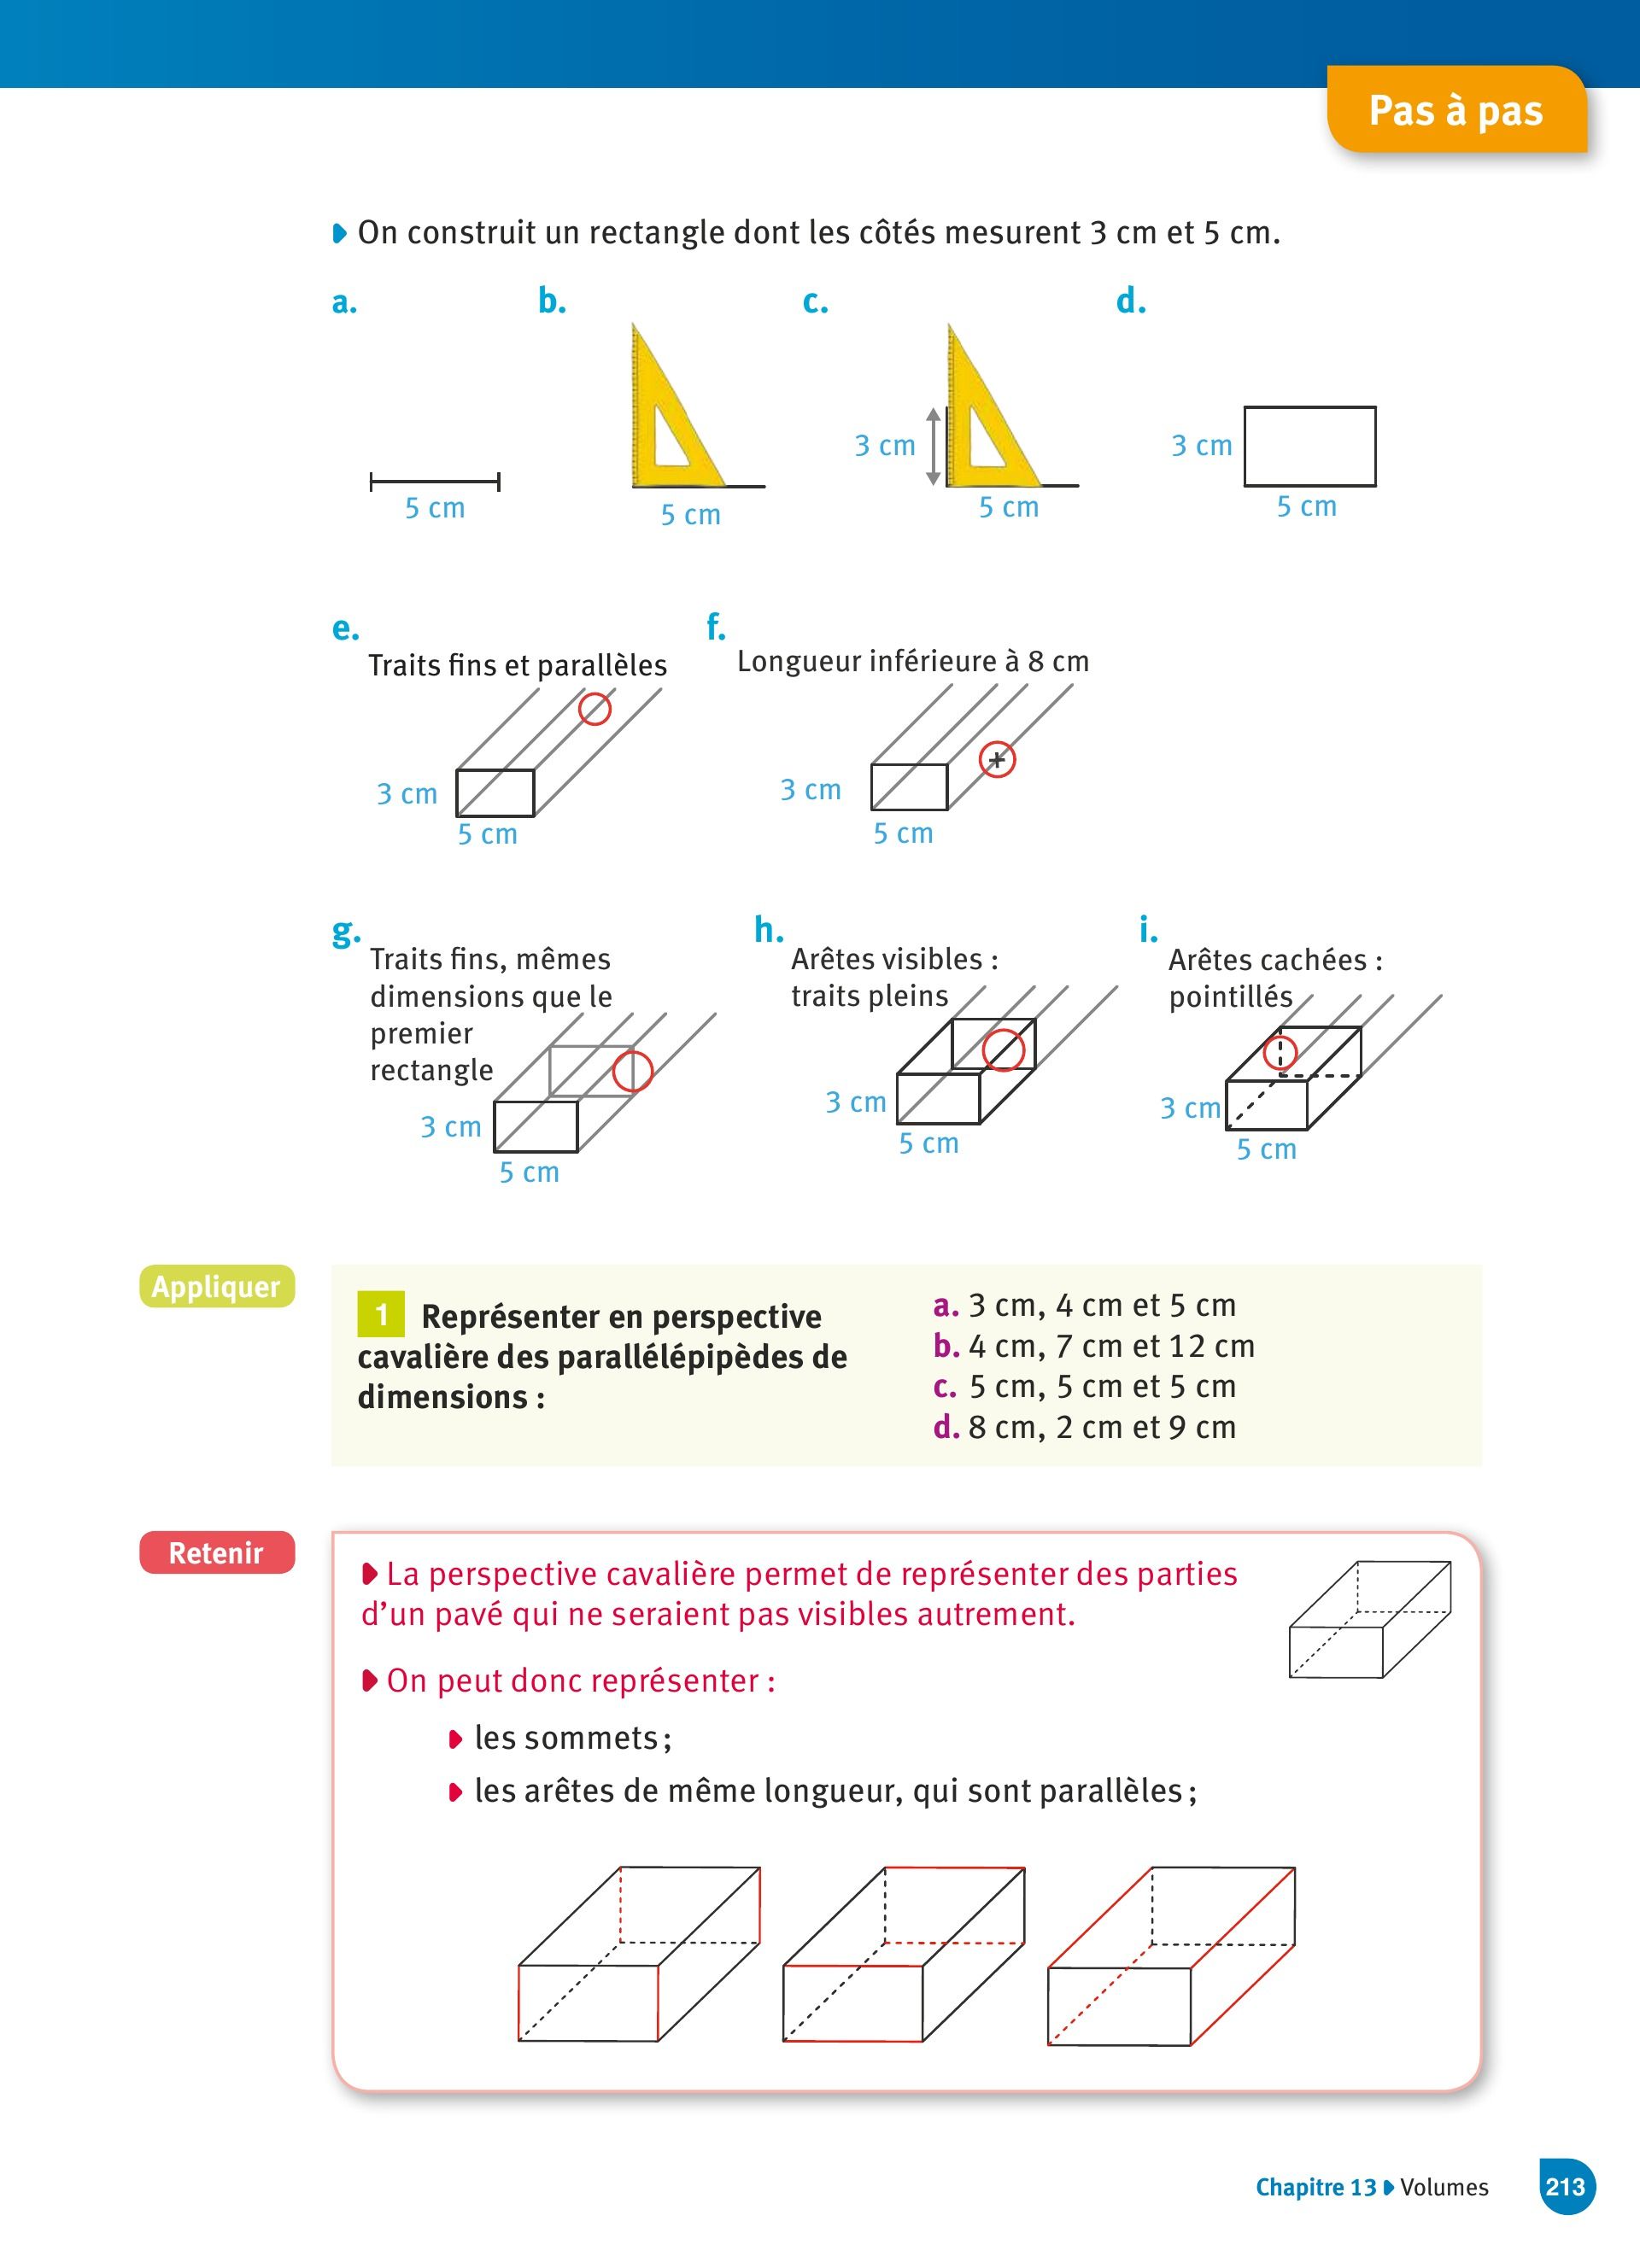 Pas à pas
On construit un rectangle dont les côtés mesurent 3 cm et 5 cm.
a.
b.
c.
d.
5 cm
5 cm
3 cm
5 cm
3 cm
5 cm
e.
Traits fins et parallèles
3 cm
5 cm
f.
Longueur inférieure à 8 cm
3 cm
5 cm
g.
Traits fins, mêmes
dimensions que le
premier
rectangle
3 cm
5 cm
h.
Arêtes visibles :
traits pleins
3 cm
5 cm
i.
Arêtes cachées :
pointillés
3 cm
5 cm
Appliquer
1 Représenter en perspective
cavalière des parallélépipèdes de
dimensions :
a. 3 cm, 4 cm et 5 cm
b. 4 cm, 7 cm et 12 cm
c. 5 cm, 5 cm et 5 cm
d. 8 cm, 2 cm et 9 cm
Retenir
La perspective cavalière permet de représenter des parties
d’un pavé qui ne seraient pas visibles autrement.
On peut donc représenter :
les sommets ;
les arêtes de même longueur, qui sont parallèles ;
Chapitre 13 Volumes
213